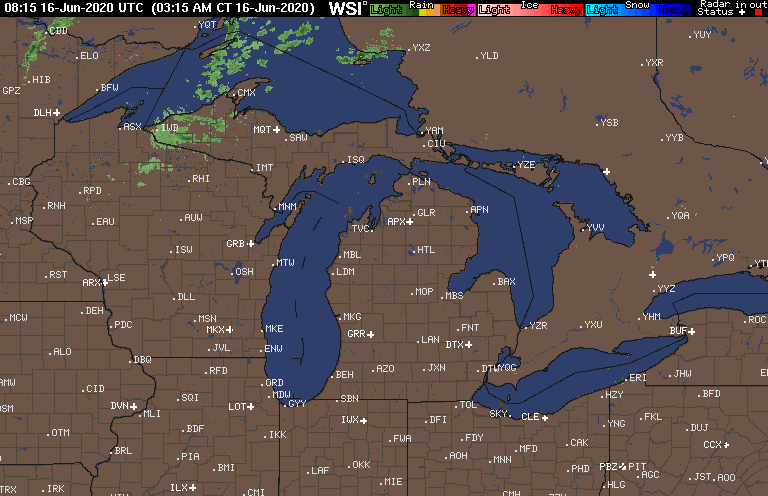 08:15 16-Jun-2020 UTC (03:15 AM CT 16-Jun-2020) WSI Light Rain Heavy Light Ice Heavy Light Snow Heavy Radar in out
Status
CDD YQT YXZ YLD YUY
ELO YXR
HIB
GPZ BFW CMX
DLH ASX IWD MQT SAW YAM YSB
CIU YYB
ISQ YZE
IMT
CBG RPD RHI PLN
RNH MNM GLR APN
MSP EAU AUW APX YQA
TVC YVV
GRB
ISW MBL HTL
MTW YPQ
RST LSE OSH LDM
ARX BAX
DLL MOP MBS YYZ
DEH
MCW PDC MSN MKG YHM ROC
MKX MKE GRR FNT YZR YXU BUF
JVL ENW LAN DTX
ALO DBQ
RFD BEH AZO JXN DTW YQG
CID ORD ERI JHW
SQI MDW SBN HZY BFD
DVN LOT GYY TOL
MLI SKY CLE
IWX DFI YNG FKL
OTM BDF IKK DUJ
FWA FDY CAK CCX
BRL PIA AOH MFD
BMI LAF OKK MNN PHD PBZ PIT
AGC JST AOO
IRK ILX CMI MIE HLG